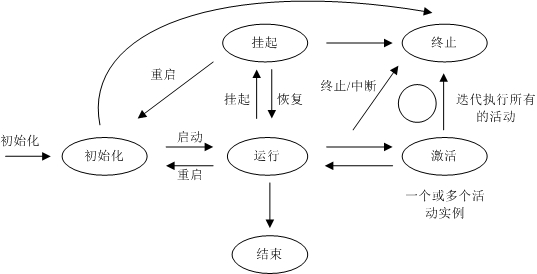 挂起
终止
重启
挂起
恢复
终止/中断
迭代执行所有
的活动
初始化
初始化
启动
重启
运行
激活
一个或多个活
动实例
结束